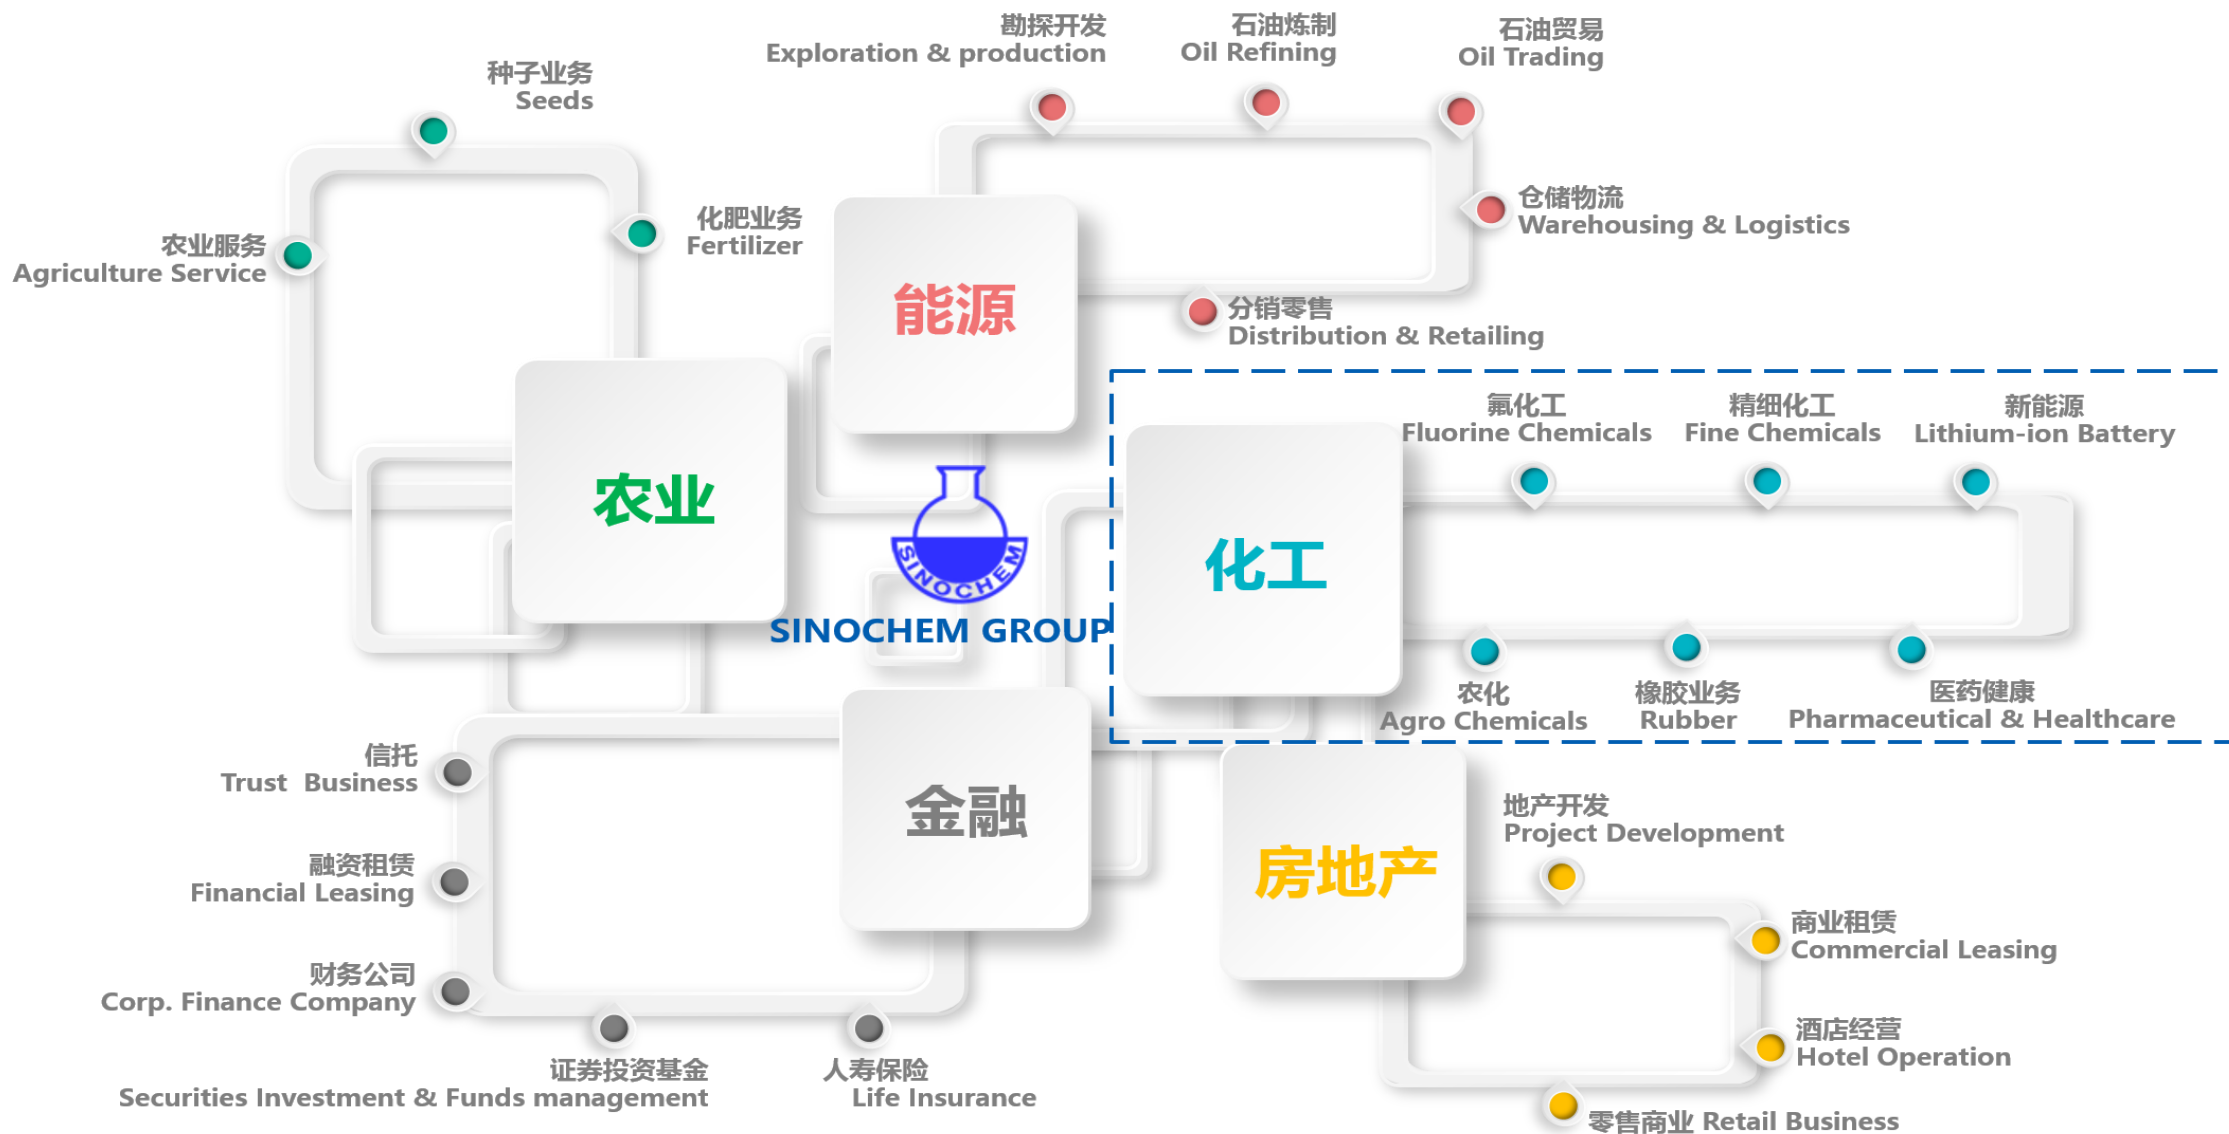 种子业务
Seeds
农业服务
Agriculture Service
化肥业务
Fertilizer
农业
勘探开发
Exploration & production
石油炼制
Oil Refining
石油贸易
Oil Trading
仓储物流
Warehousing & Logistics
分销零售
Distribution & Retailing
能源
SINOCHEM
SINOCHEM GROUP
化工
氟化工
Fluorine Chemicals
精细化工
Fine Chemicals
新能源
Lithium-ion Battery
农化
Agro Chemicals
橡胶业务
Rubber
医药健康
Pharmaceutical & Healthcare
金融
信托
Trust Business
融资租赁
Financial Leasing
财务公司
Corp. Finance Company
证券投资基金
Securities Investment & Funds management
人寿保险
Life Insurance
房地产
地产开发
Project Development
商业租赁
Commercial Leasing
酒店经营
Hotel Operation
零售商业 Retail Business